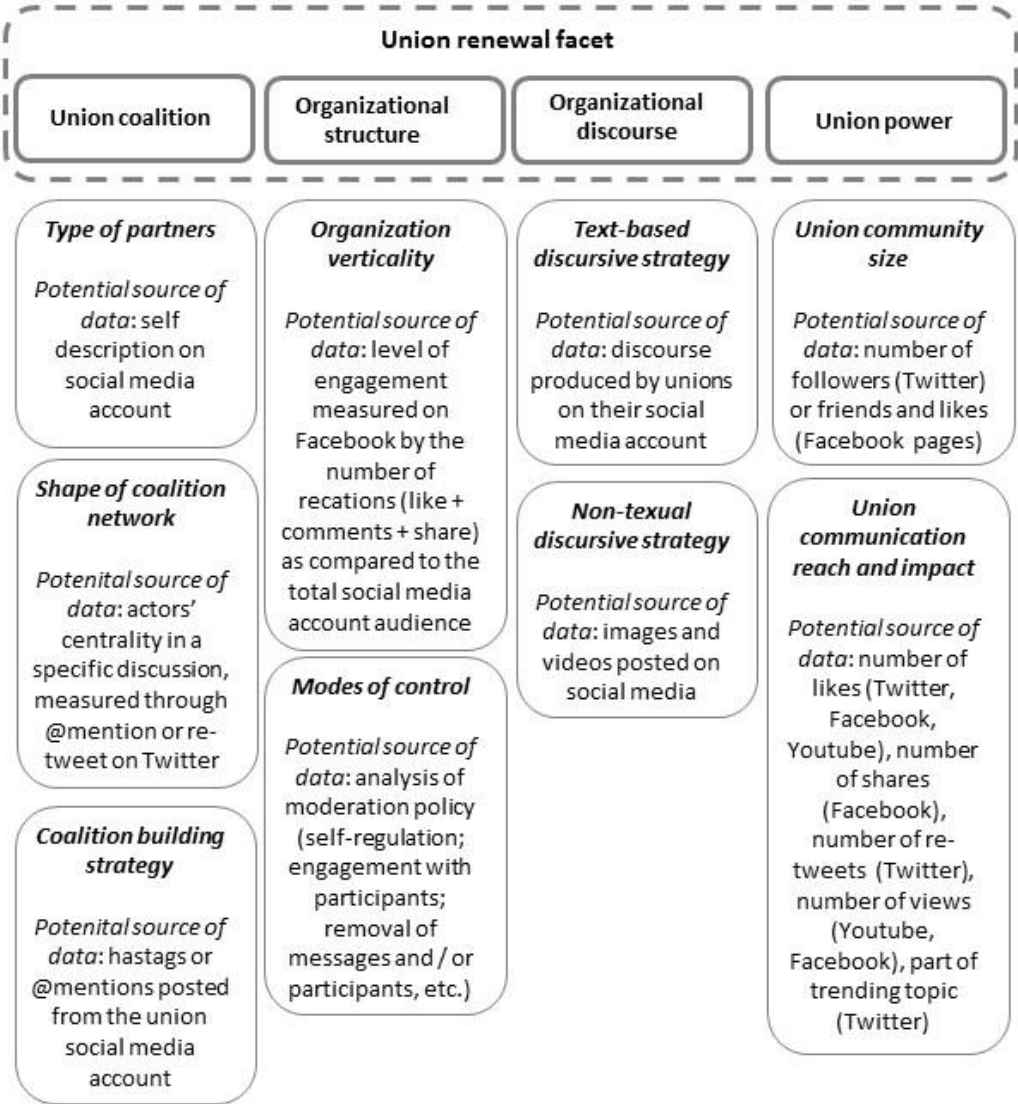 Union renewal facet
Union coalition
Organizational
structure
Organizational
discourse
Union power
Type of partners
Potential source of
data: self
description on
social media
account
Shape of coalition
network
Potenital source of
data: actors’
centrality in a
specific discussion,
measured through
@mention or re-
tweet on Twitter
Coalition building
strategy
Potenital source of
data: hastags or
@mentions posted
from the union
social media
account
Organization
verticality
Potential source of
data: level of
engagement
measured on
Facebook by the
number of
recations (like +
comments + share)
as compared to the
total social media
account audience
Modes of control
Potential source of
data: analysis of
moderation policy
(self-regulation;
engagement with
participants;
removal of
messages and / or
participants, etc.)
Text-based
discursive strategy
Potential source of
data: discourse
produced by unions
on their social
media account
Non-texual
discursive strategy
Potential source of
data: images and
videos posted on
social media
Union community
size
Potential source of
data: number of
followers (Twitter)
or friends and likes
(Facebook pages)
Union
communication
reach and impact
Potential source of
data: number of
likes (Twitter,
Facebook,
Youtube), number
of shares
(Facebook),
number of re-
tweets (Twitter),
number of views
(Youtube,
Facebook), part of
trending topic
(Twitter)